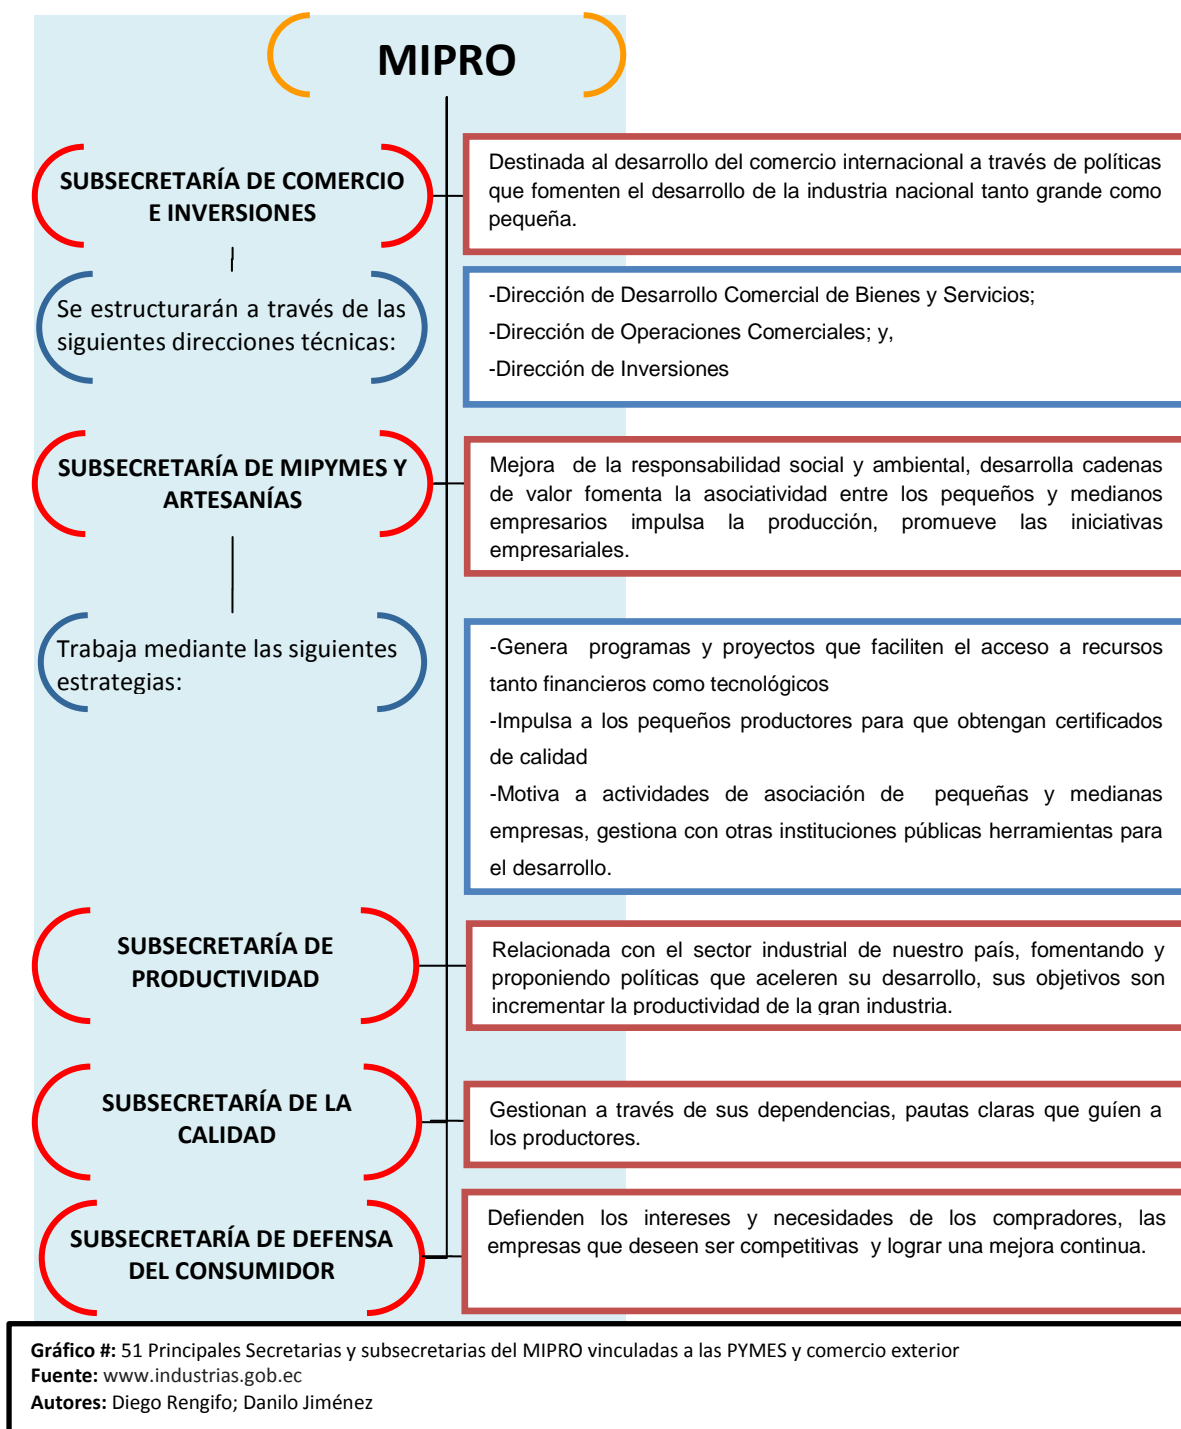 MIPRO
SUBSECRETARÍA DE COMERCIO
E INVERSIONES
Destinada al desarrollo del comercio internacional a través de políticas
que fomenten el desarrollo de la industria nacional tanto grande como
pequeña.
Se estructurarán a través de las
siguientes direcciones técnicas:
-Dirección de Desarrollo Comercial de Bienes y Servicios;
-Dirección de Operaciones Comerciales; y,
-Dirección de Inversiones
SUBSECRETARÍA DE MIPYMES Y
ARTESANÍAS
Mejora de la responsabilidad social y ambiental, desarrolla cadenas
de valor fomenta la asociatividad entre los pequeños y medianos
empresarios impulsa la producción, promueve las iniciativas
empresariales.
Trabaja mediante las siguientes
estrategias:
-Genera programas y proyectos que faciliten el acceso a recursos
tanto financieros como tecnológicos
-Impulsa a los pequeños productores para que obtengan certificados
de calidad
-Motiva a actividades de asociación de pequeñas y medianas
empresas, gestiona con otras instituciones públicas herramientas para
el desarrollo.
SUBSECRETARÍA DE
PRODUCTIVIDAD
Relacionada con el sector industrial de nuestro país, fomentando y
proponiendo políticas que aceleren su desarrollo, sus objetivos son
incrementar la productividad de la gran industria.
SUBSECRETARÍA DE LA
CALIDAD
Gestionan a través de sus dependencias, pautas claras que guíen a
los productores.
SUBSECRETARÍA DE DEFENSA
DEL CONSUMIDOR
Defienden los intereses y necesidades de los compradores, las
empresas que deseen ser competitivas y lograr una mejora continua.
Gráfico #: 51 Principales Secretarias y subsecretarias del MIPRO vinculadas a las PYMES y comercio exterior
Fuente: www.industrias.gob.ec
Autores: Diego Rengifo; Danilo Jiménez